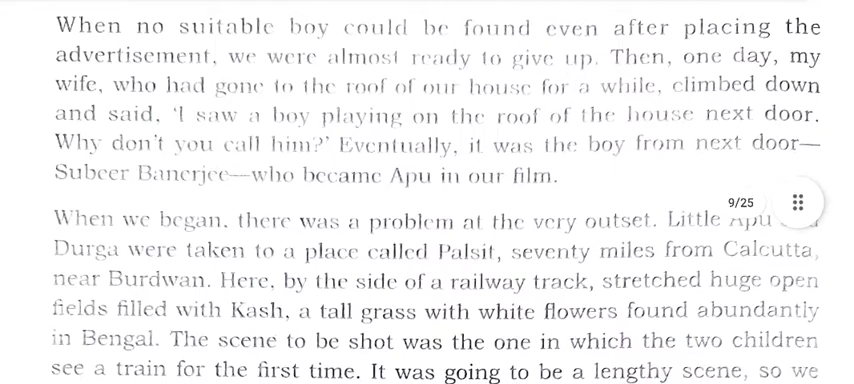 When no suitable boy could be found even after placing the
advertisement, we were almost ready to give up. Then, one day, my
wife, who had gone to the roof of our house for a while, climbed down
and said, ‘I saw a boy playing on the roof of the house next door.
Why don’t you call him?’ Eventually, it was the boy from next door—
Subeer Banerjee—who became Apu in our film.
9/25
When we began, there was a problem at the very outset. Little Apu
Durga were taken to a place called Palsit, seventy miles from Calcutta,
near Burdwan. Here, by the side of a railway track, stretched huge open
fields filled with Kash, a tall grass with white flowers found abundantly
in Bengal. The scene to be shot was the one in which the two children
see a train for the first time. It was going to be a lengthy scene, so we